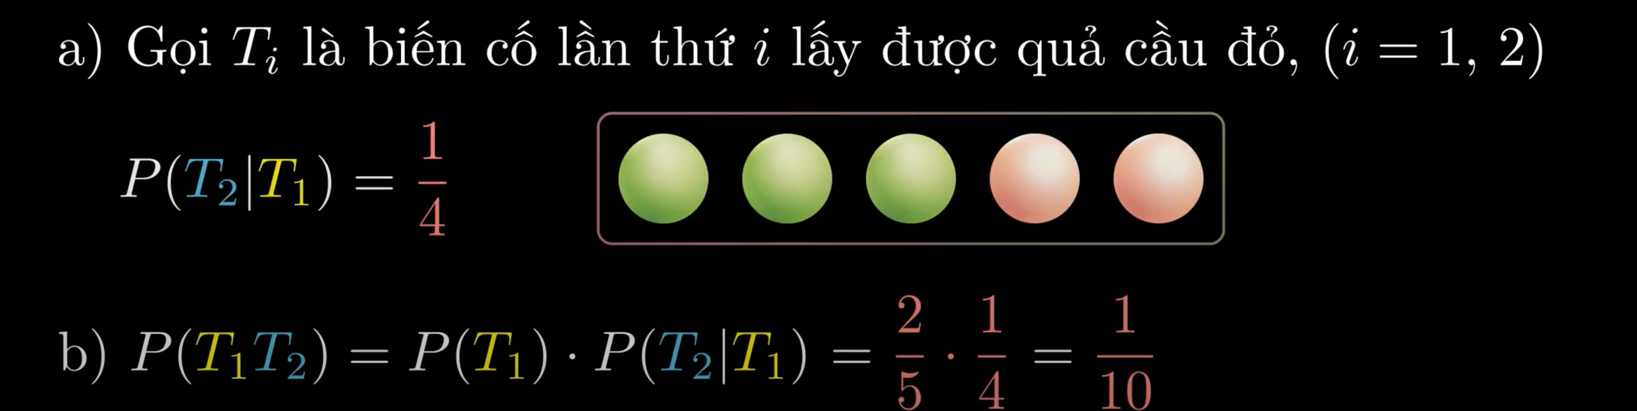 a) Gọi T₁ là biến cố lần thứ i lấy được quả cầu đỏ, (i = 1, 2)
P(T₂|T₁) = 1/4
b) P(T₁T₂) = P(T₁) · P(T₂|T₁) = 2/5 · 1/4 = 1/10